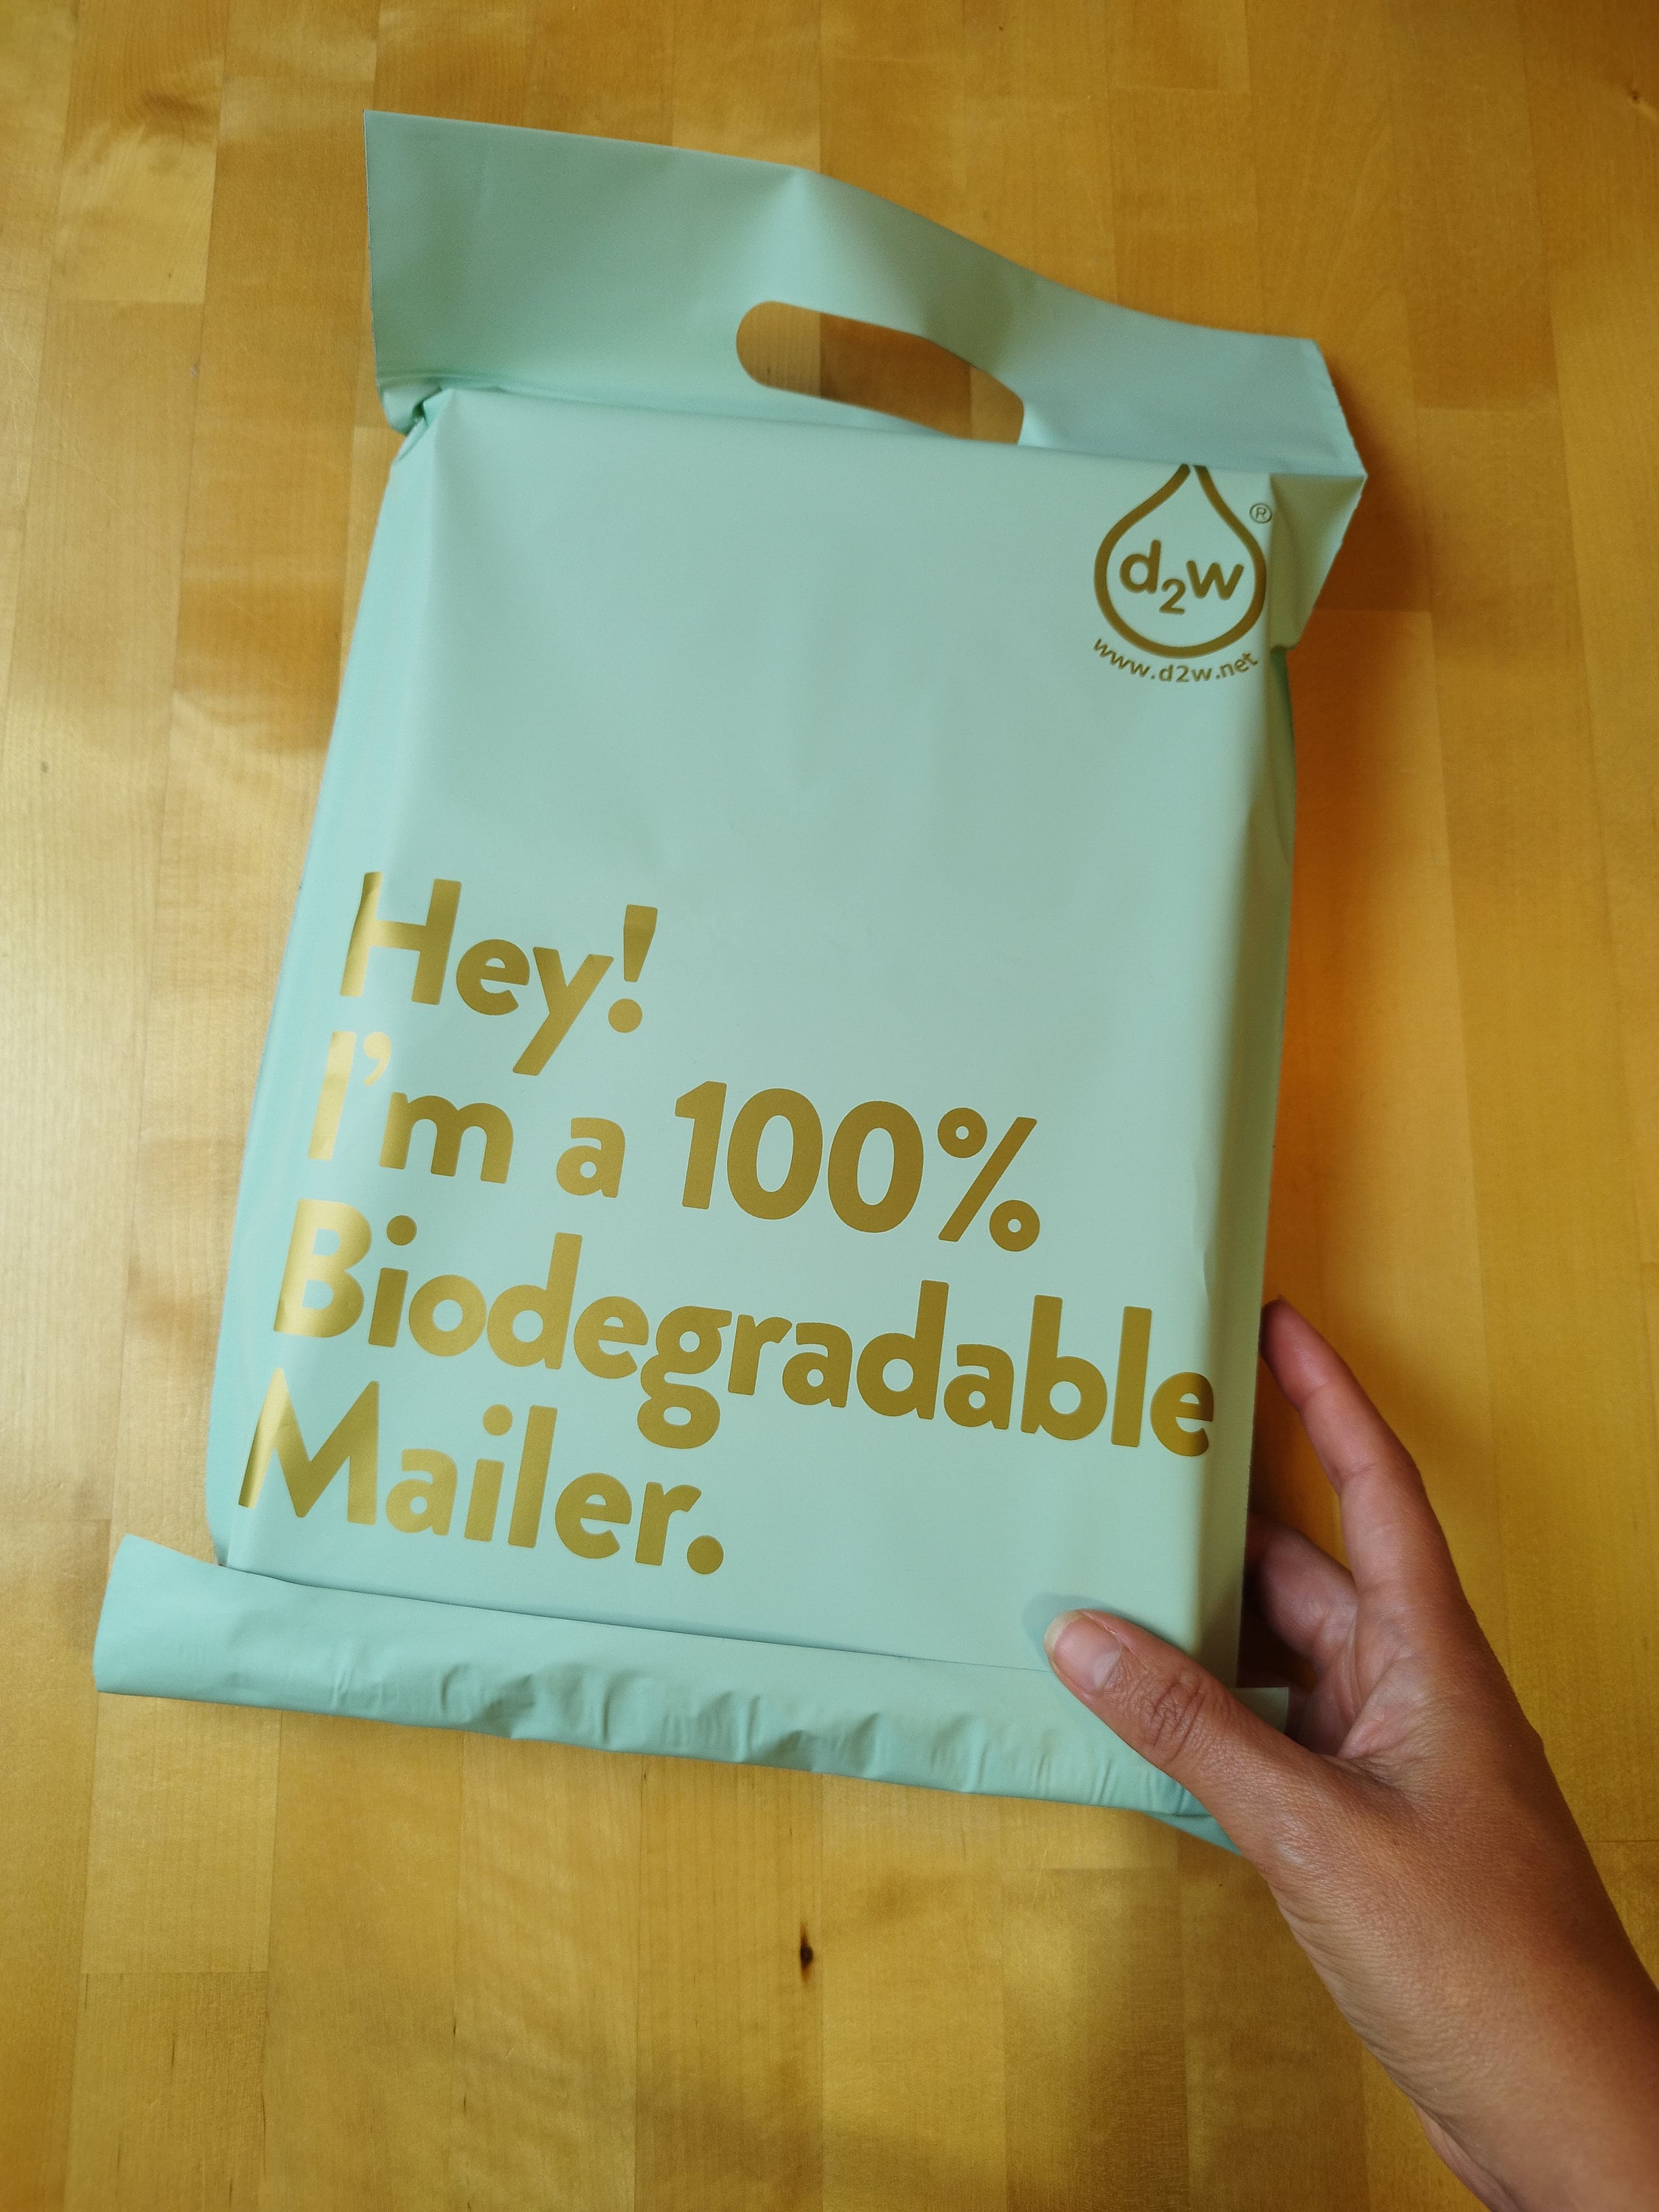 d2w®
www.d2w.net
Hey!
I'm a 100%
Biodegradable
Mailer.